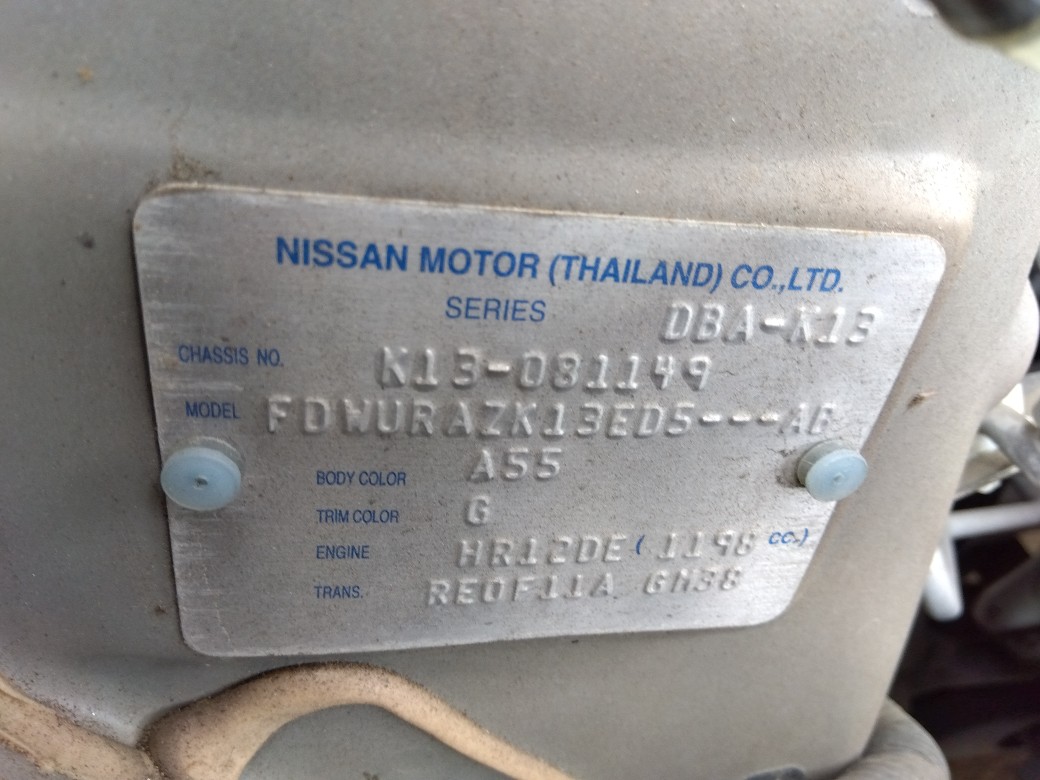 NISSAN MOTOR (THAILAND) CO.,LTD.
SERIES DBA-K13
CHASSIS NO. K13-081149
MODEL FDWURAZK13ED5---AB
BODY COLOR A55
TRIM COLOR G
ENGINE HR12DE ( 1198 cc.)
TRANS. RE0F11A GH38